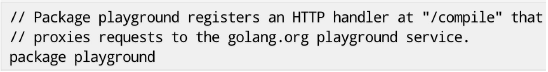 // Package playground registers an HTTP handler at "/compile" that
// proxies requests to the golang.org playground service.
package playground